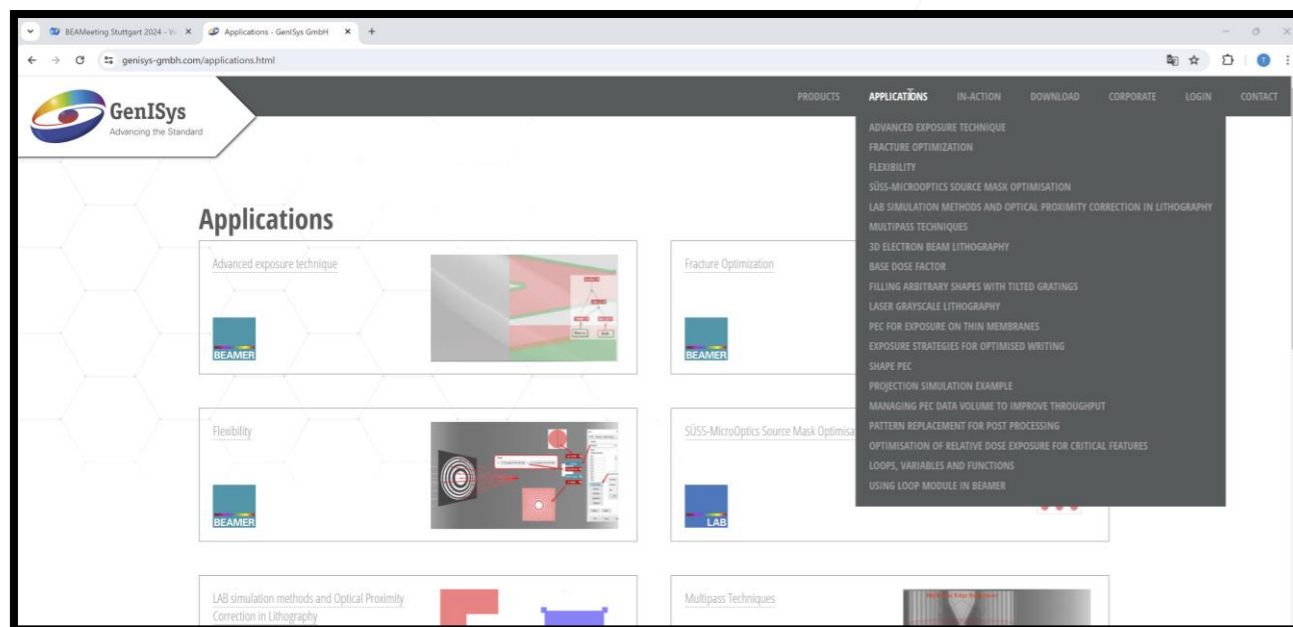 BEAMeeting Stuttgart 2024 - W
Applications - GenISys GmbH
genisys-gmbh.com/applications.html
T
GenISys
Advancing the Standard
PRODUCTS
APPLICATIONS
IN-ACTION
DOWNLOAD
CORPORATE
LOGIN
CONTACT
ADVANCED EXPOSURE TECHNIQUE
FRACTURE OPTIMIZATION
FLEXIBILITY
SÜSS-MICROOPTICS SOURCE MASK OPTIMISATION
LAB SIMULATION METHODS AND OPTICAL PROXIMITY CORRECTION IN LITHOGRAPHY
MULTIPASS TECHNIQUES
3D ELECTRON BEAM LITHOGRAPHY
BASE DOSE FACTOR
FILLING ARBITRARY SHAPES WITH TILTED GRATINGS
LASER GRAYSCALE LITHOGRAPHY
PEC FOR EXPOSURE ON THIN MEMBRANES
EXPOSURE STRATEGIES FOR OPTIMISED WRITING
SHAPE PEC
PROJECTION SIMULATION EXAMPLE
MANAGING PEC DATA VOLUME TO IMPROVE THROUGHPUT
PATTERN REPLACEMENT FOR POST PROCESSING
OPTIMISATION OF RELATIVE DOSE EXPOSURE FOR CRITICAL FEATURES
LOOPS, VARIABLES AND FUNCTIONS
USING LOOP MODULE IN BEAMER
Applications
Advanced exposure technique
BEAMER
Fracture Optimization
BEAMER
Flexibility
BEAMER
SÜSS-MicroOptics Source Mask Optimisa
LAB
LAB simulation methods and Optical Proximity
Correction in Lithography
Multipass Techniques